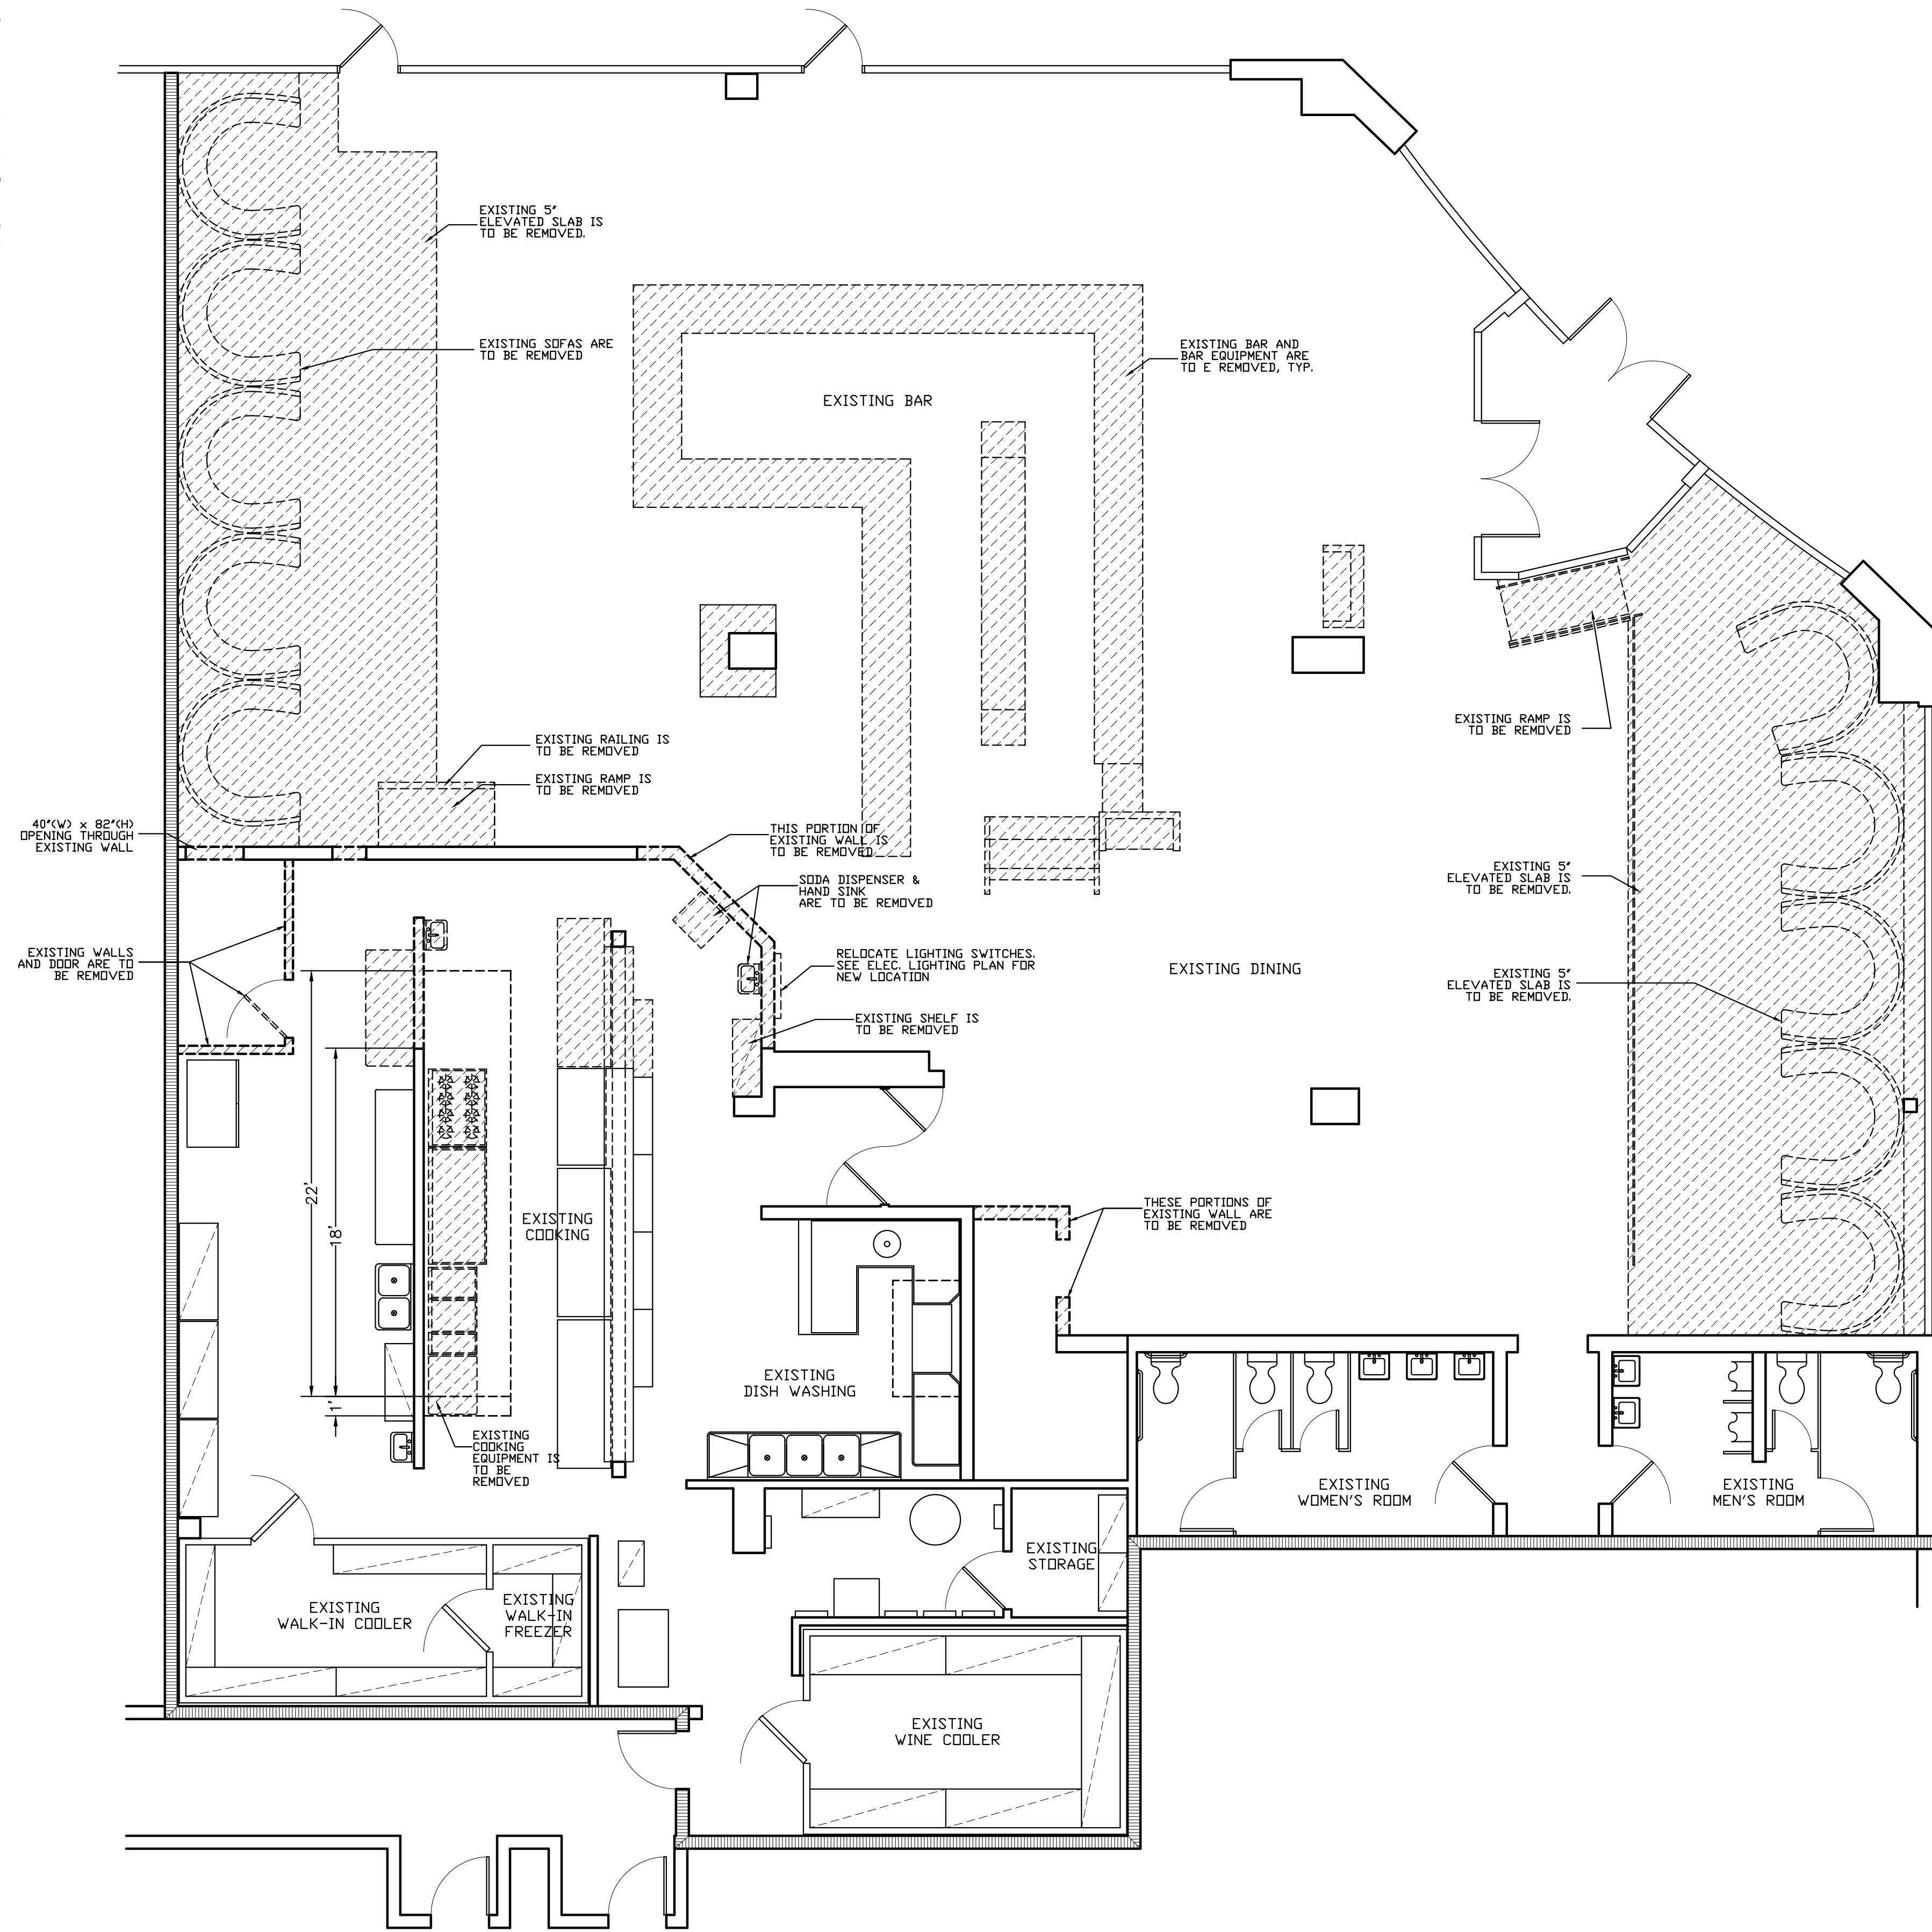 EXISTING 5"
ELEVATED SLAB IS
TO BE REMOVED.
EXISTING SOFAS ARE
TO BE REMOVED
EXISTING BAR AND
BAR EQUIPMENT ARE
TO E REMOVED, TYP.
EXISTING BAR
EXISTING RAMP IS
TO BE REMOVED
EXISTING RAILING IS
TO BE REMOVED
EXISTING RAMP IS
TO BE REMOVED
40"(W) x 82"(H)
OPENING THROUGH
EXISTING WALL
THIS PORTION OF
EXISTING WALL IS
TO BE REMOVED
SODA DISPENSER &
HAND SINK
ARE TO BE REMOVED
EXISTING 5"
ELEVATED SLAB IS
TO BE REMOVED.
EXISTING WALLS
AND DOOR ARE TO
BE REMOVED
RELOCATE LIGHTING SWITCHES.
SEE ELEC. LIGHTING PLAN FOR
NEW LOCATION
EXISTING DINING
EXISTING 5"
ELEVATED SLAB IS
TO BE REMOVED.
EXISTING SHELF IS
TO BE REMOVED
22'
18'
1'
EXISTING
COOKING
THESE PORTIONS OF
EXISTING WALL ARE
TO BE REMOVED
EXISTING
DISH WASHING
EXISTING
COOKING
EQUIPMENT IS
TO BE
REMOVED
EXISTING
WOMEN'S ROOM
EXISTING
MEN'S ROOM
EXISTING
STORAGE
EXISTING
WALK-IN COOLER
EXISTING
WALK-IN
FREEZER
EXISTING
WINE COOLER